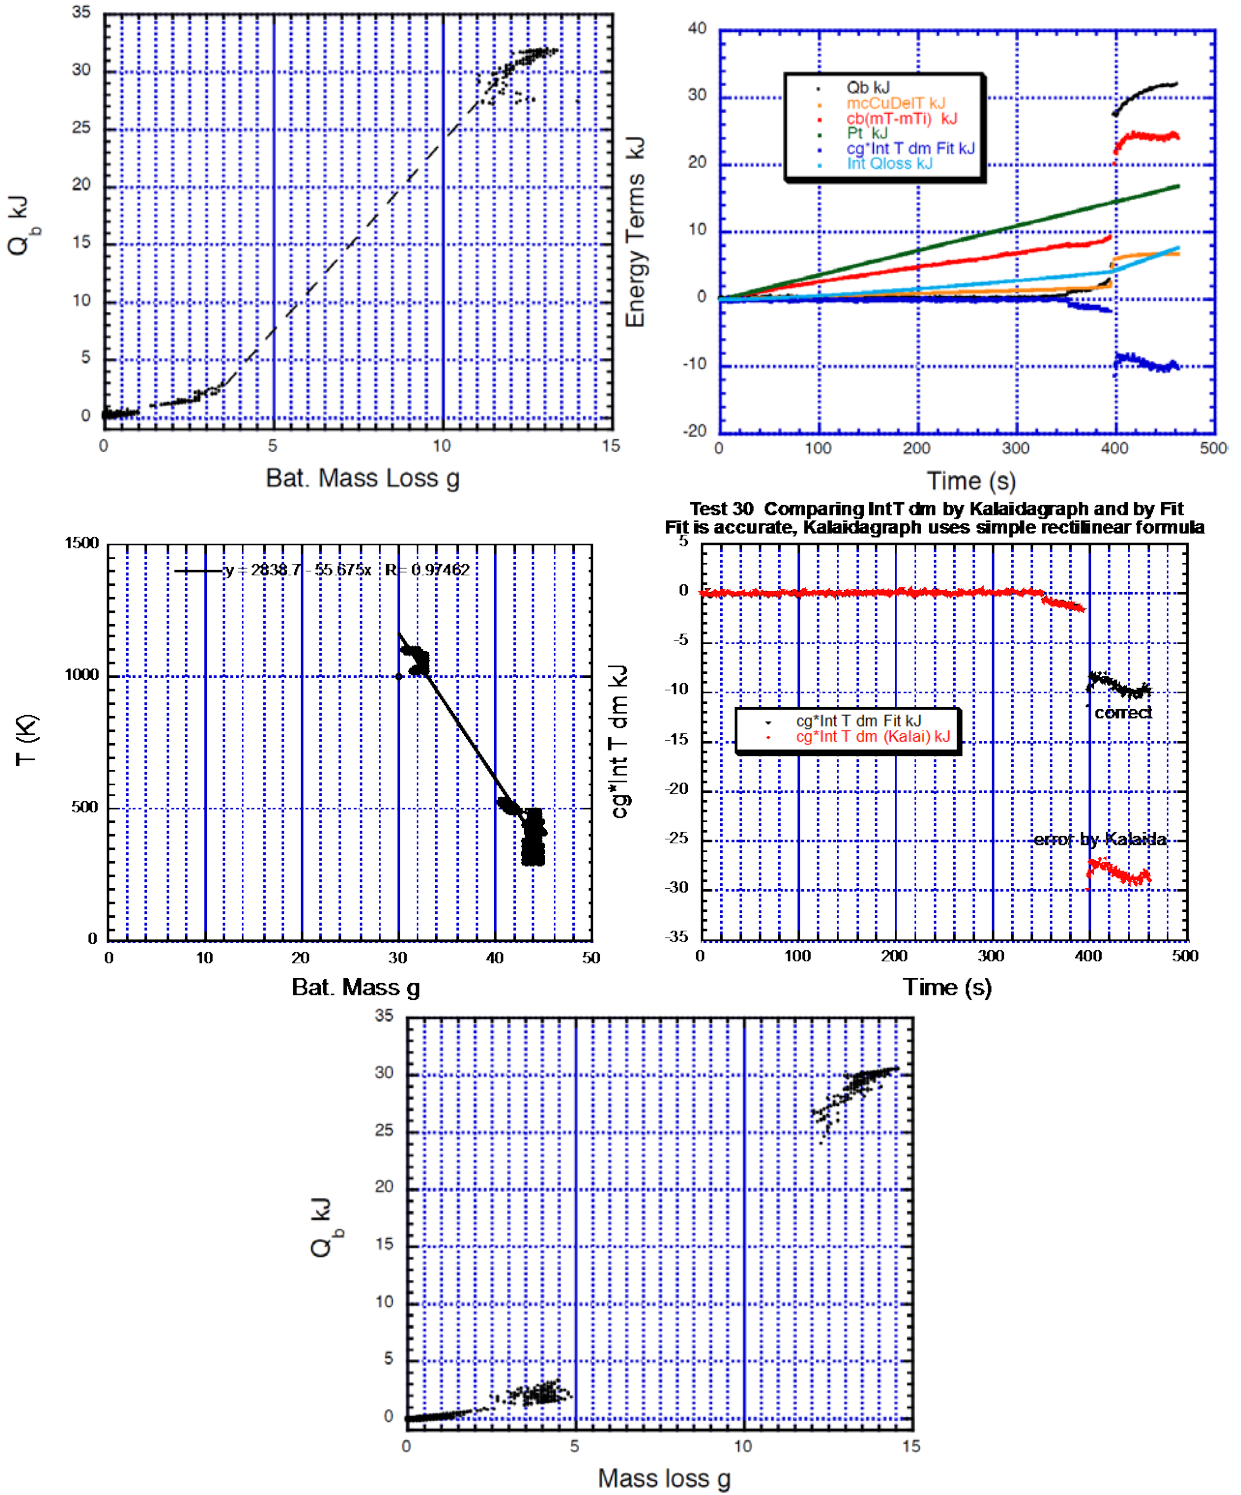 35
30
25
20
15
10
5
0
0 5 10 15
Q_b kJ
Bat. Mass Loss g
40
30
20
10
0
-10
-20
0 100 200 300 400 500
Energy Terms kJ
Time (s)
Qb kJ
mcCuDelT kJ
cb(mT-mTi) kJ
Pt kJ
cg*Int T dm Fit kJ
Int Qloss kJ
1500
1000
500
0
0 10 20 30 40 50
T (K)
Bat. Mass g
y = 2838.7 - 55.675x R= 0.97462
Test 30 Comparing IntT dm by Kalaidagraph and by Fit
Fit is accurate, Kalaidagraph uses simple rectilinear formula
5
0
-5
-10
-15
-20
-25
-30
-35
0 100 200 300 400 500
cg*Int T dm kJ
Time (s)
correct
cg*Int T dm Fit kJ
cg*Int T dm (Kalai) kJ
error by Kalaida
35
30
25
20
15
10
5
0
0 5 10 15
Q_b kJ
Mass loss g